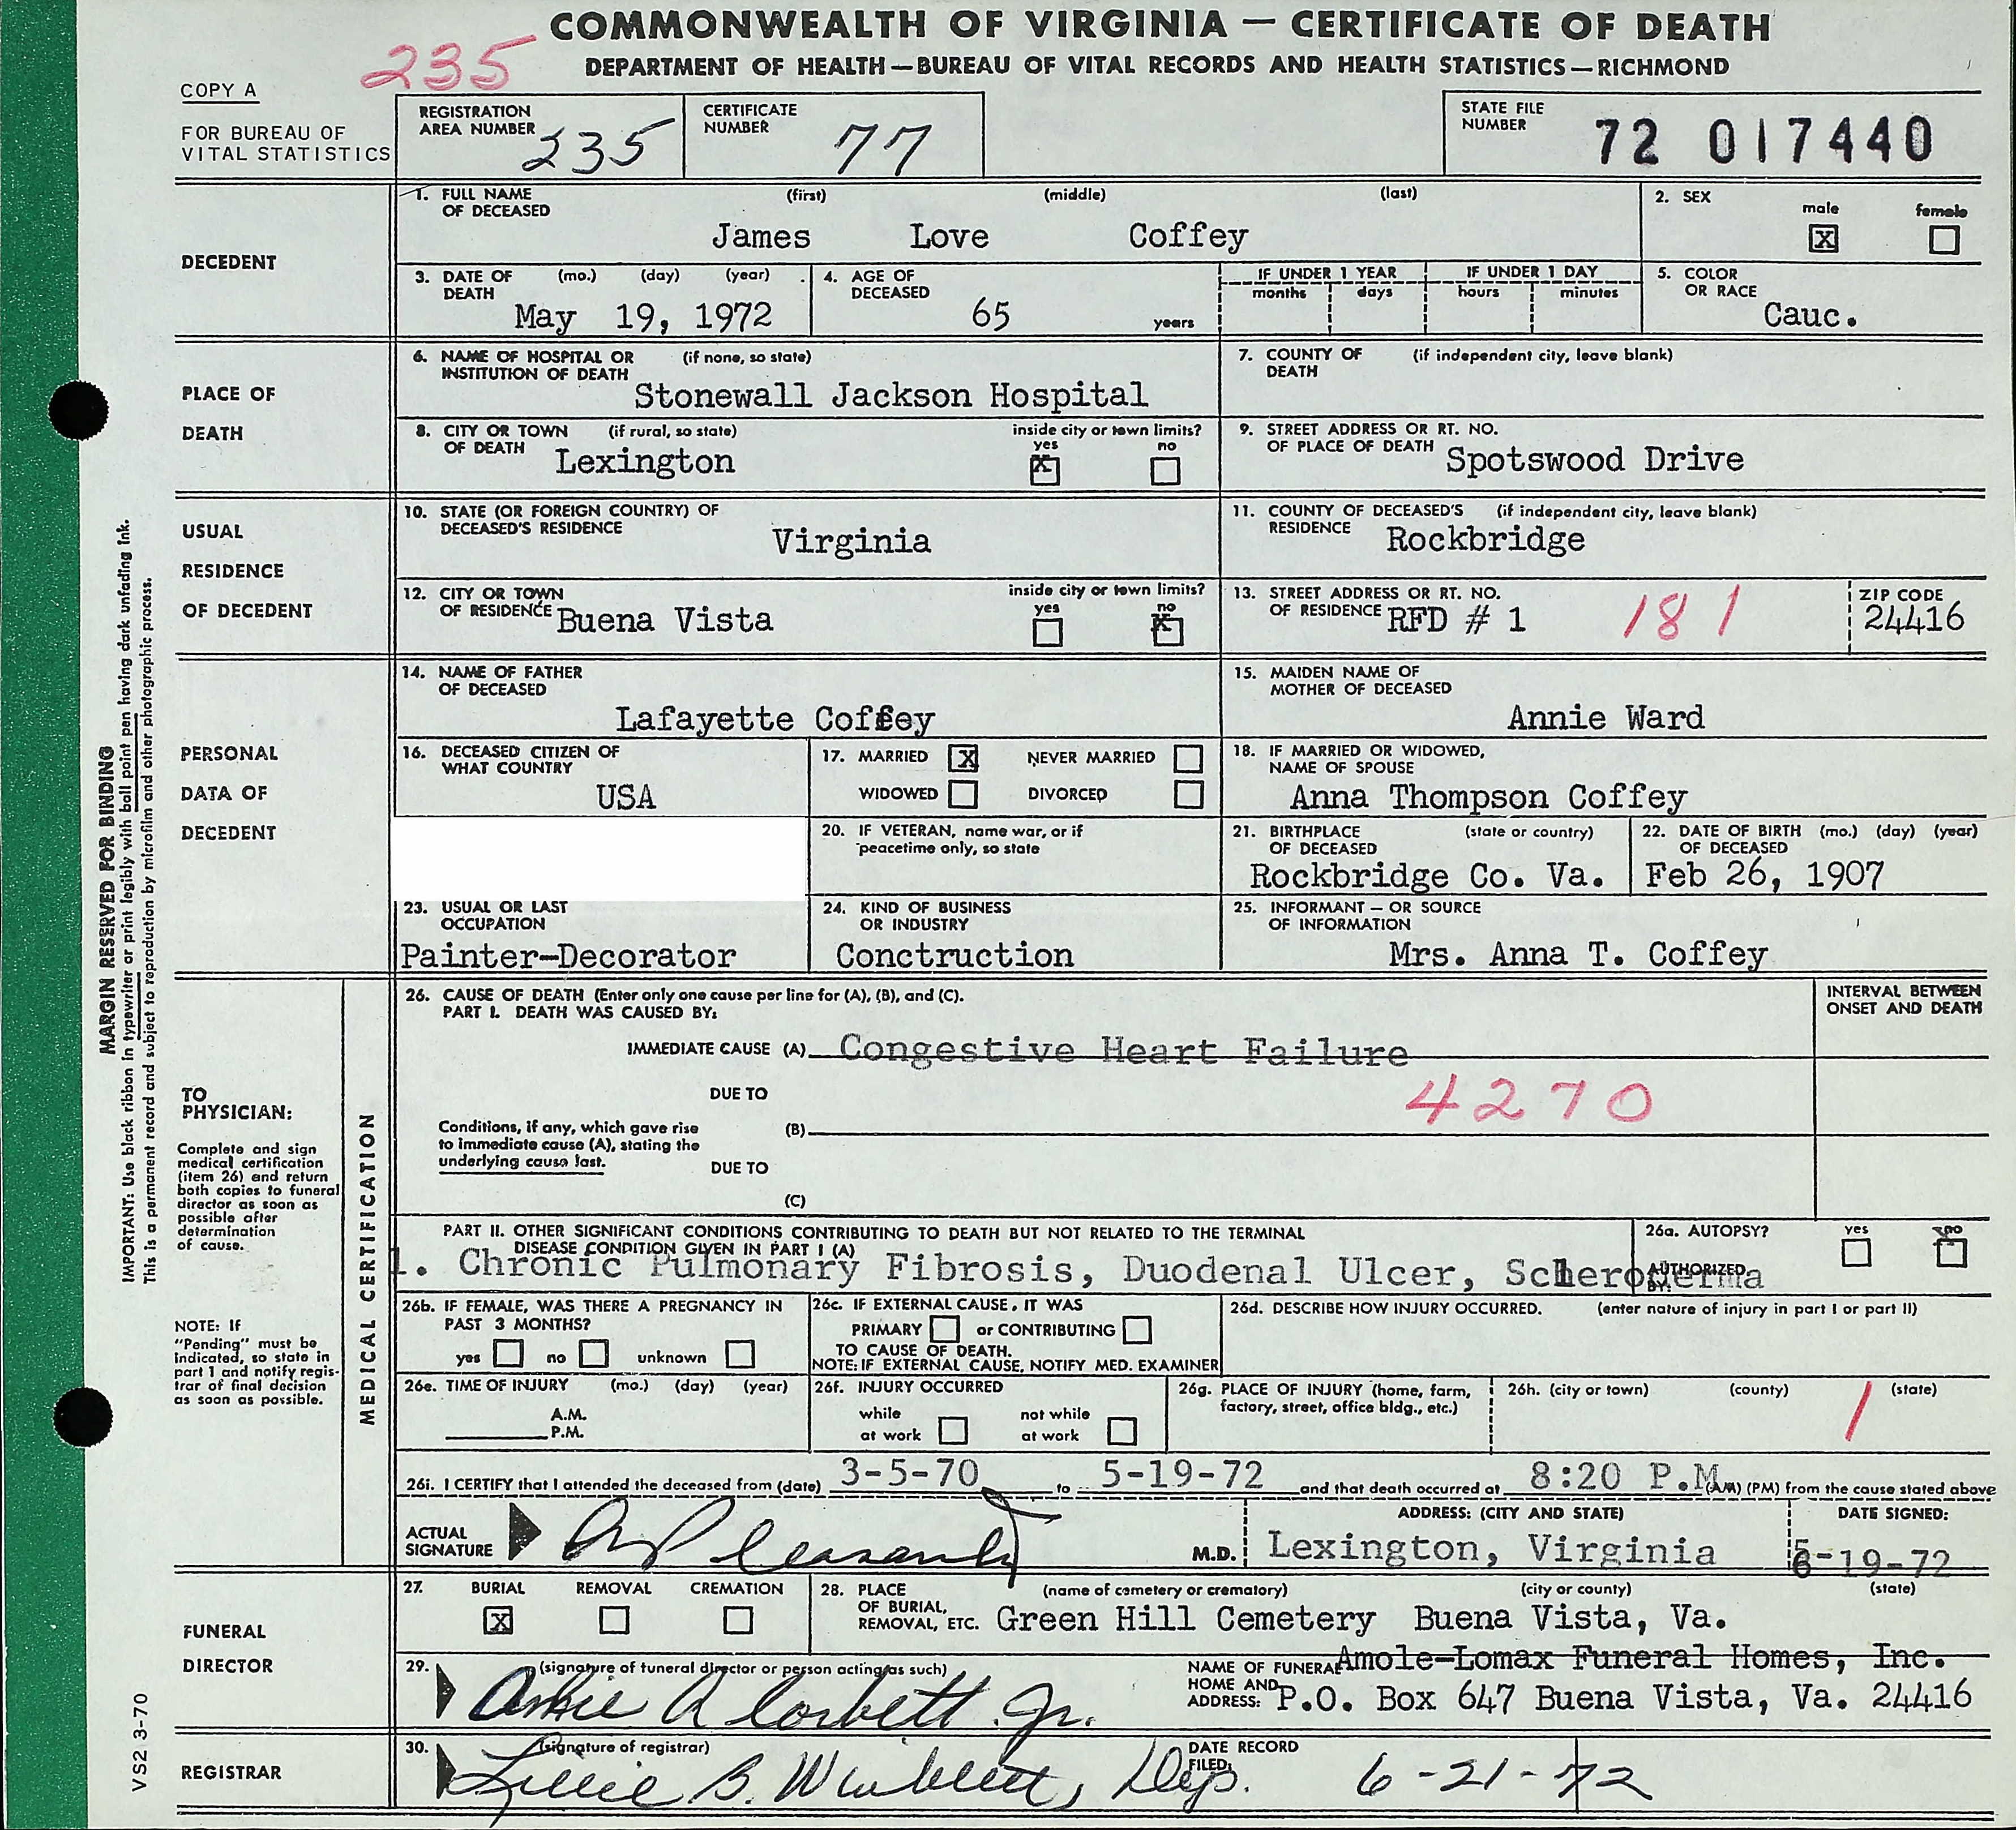 COMMONWEALTH OF VIRGINIA — CERTIFICATE OF DEATH
DEPARTMENT OF HEALTH—BUREAU OF VITAL RECORDS AND HEALTH STATISTICS—RICHMOND
235
COPY A
FOR BUREAU OF
VITAL STATISTICS
REGISTRATION
AREA NUMBER 235
CERTIFICATE
NUMBER 77
STATE FILE
NUMBER 72 017440
DECEDENT
1. FULL NAME (first) (middle) (last)
OF DECEASED
James Love Coffey
2. SEX
male female
X
3. DATE OF (mo.) (day) (year)
DEATH
May 19, 1972
4. AGE OF
DECEASED
65 years
IF UNDER 1 YEAR IF UNDER 1 DAY
months days hours minutes
5. COLOR
OR RACE
Cauc.
PLACE OF
DEATH
6. NAME OF HOSPITAL OR (if none, so state)
INSTITUTION OF DEATH
Stonewall Jackson Hospital
7. COUNTY OF (if independent city, leave blank)
DEATH
8. CITY OR TOWN (if rural, so state) inside city or town limits?
OF DEATH Lexington yes X no
9. STREET ADDRESS OR RT. NO.
OF PLACE OF DEATH Spotswood Drive
USUAL
RESIDENCE
OF DECEDENT
10. STATE (OR FOREIGN COUNTRY) OF
DECEASED'S RESIDENCE
Virginia
11. COUNTY OF DECEASED'S (if independent city, leave blank)
RESIDENCE Rockbridge
12. CITY OR TOWN inside city or town limits?
OF RESIDENCE Buena Vista yes no X
13. STREET ADDRESS OR RT. NO.
OF RESIDENCE RFD # 1 181
ZIP CODE
24416
PERSONAL
DATA OF
DECEDENT
14. NAME OF FATHER
OF DECEASED
Lafayette Coffey
15. MAIDEN NAME OF
MOTHER OF DECEASED
Annie Ward
16. DECEASED CITIZEN OF
WHAT COUNTRY
USA
17. MARRIED X NEVER MARRIED
WIDOWED DIVORCED
18. IF MARRIED OR WIDOWED,
NAME OF SPOUSE
Anna Thompson Coffey
20. IF VETERAN, name war, or if
peacetime only, so state
21. BIRTHPLACE (state or country)
OF DECEASED
Rockbridge Co. Va.
22. DATE OF BIRTH (mo.) (day) (year)
OF DECEASED
Feb 26, 1907
23. USUAL OR LAST
OCCUPATION
Painter-Decorator
24. KIND OF BUSINESS
OR INDUSTRY
Conctruction
25. INFORMANT — OR SOURCE
OF INFORMATION
Mrs. Anna T. Coffey
MARGIN RESERVED FOR BINDING
IMPORTANT: Use black ribbon in typewriter or print legibly with ball point pen having dark unfading ink.
This is a permanent record and subject to reproduction by microfilm and other photographic process.
TO
PHYSICIAN:
Complete and sign
medical certification
(item 26) and return
both copies to funeral
director as soon as
possible after
determination
of cause.
NOTE: If
"Pending" must be
indicated, so state in
part 1 and notify regis-
trar of final decision
as soon as possible.
MEDICAL CERTIFICATION
26. CAUSE OF DEATH (Enter only one cause per line for (A), (B), and (C).
PART I. DEATH WAS CAUSED BY:
INTERVAL BETWEEN
ONSET AND DEATH
IMMEDIATE CAUSE (A) Congestive Heart Failure
DUE TO
4270
Conditions, if any, which gave rise
to immediate cause (A), stating the
underlying cause last.
(B)
DUE TO
(C)
PART II. OTHER SIGNIFICANT CONDITIONS CONTRIBUTING TO DEATH BUT NOT RELATED TO THE TERMINAL
DISEASE CONDITION GIVEN IN PART I (A)
1. Chronic Pulmonary Fibrosis, Duodenal Ulcer, Scleroderma
26a. AUTOPSY? yes no X
AUTHORIZED
BY:
26b. IF FEMALE, WAS THERE A PREGNANCY IN
PAST 3 MONTHS?
yes no unknown
26c. IF EXTERNAL CAUSE, IT WAS
PRIMARY or CONTRIBUTING
TO CAUSE OF DEATH.
NOTE: IF EXTERNAL CAUSE, NOTIFY MED. EXAMINER
26d. DESCRIBE HOW INJURY OCCURRED. (enter nature of injury in part I or part II)
26e. TIME OF INJURY (mo.) (day) (year)
A.M.
P.M.
26f. INJURY OCCURRED
while not while
at work at work
26g. PLACE OF INJURY (home, farm,
factory, street, office bldg., etc.)
26h. (city or town) (county) (state)
1
26i. I CERTIFY that I attended the deceased from (date) 3-5-70 to 5-19-72 and that death occurred at 8:20 P.M. (AM) (PM) from the cause stated above
ACTUAL
SIGNATURE
M.D.
ADDRESS: (CITY AND STATE)
Lexington, Virginia
DATE SIGNED:
5-19-72
FUNERAL
DIRECTOR
27. BURIAL REMOVAL CREMATION
X
28. PLACE (name of cemetery or crematory) (city or county) (state)
OF BURIAL,
REMOVAL, ETC. Green Hill Cemetery Buena Vista, Va.
29. (signature of funeral director or person acting as such)
A Corbett Jr.
NAME OF FUNERAL Amole-Lomax Funeral Homes, Inc.
HOME AND
ADDRESS: P.O. Box 647 Buena Vista, Va. 24416
REGISTRAR
30. (signature of registrar)
Lillie B. Dep.
DATE RECORD
FILED: 6-21-72
VS2 3-70